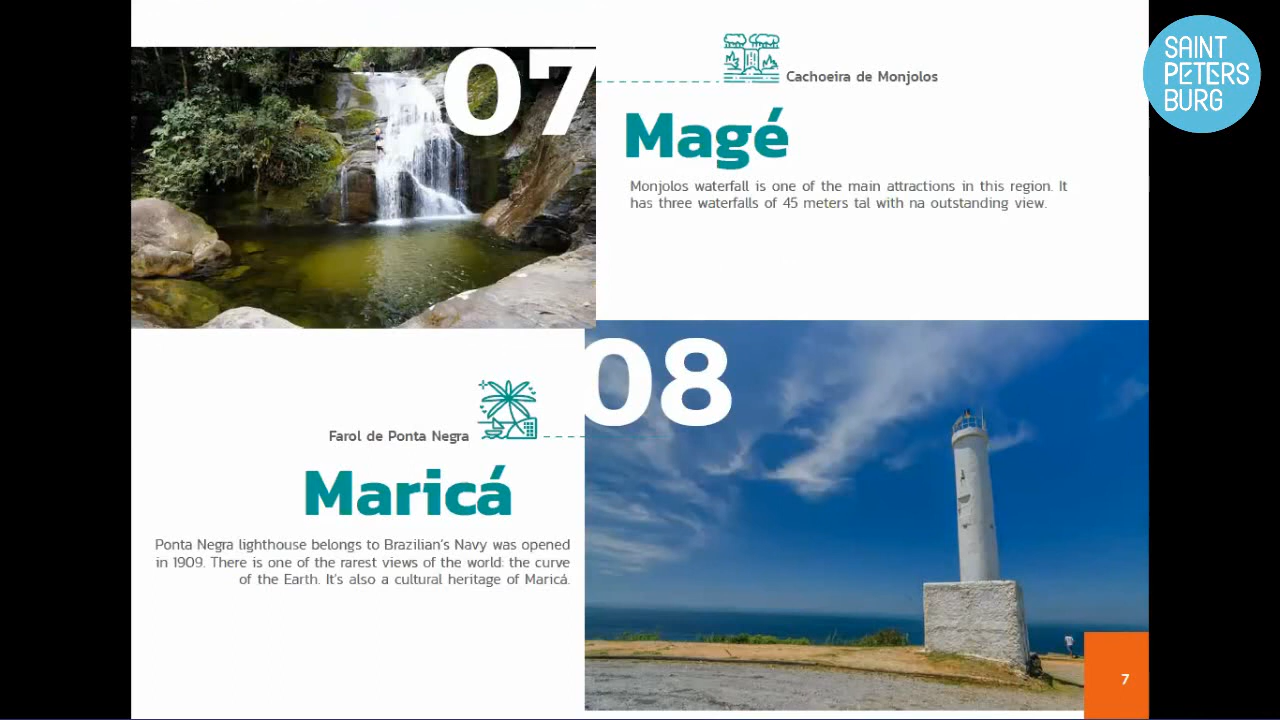 SAINT
PETERS
BURG
07
Cachoeira de Monjolos
Magé
Monjolos waterfall is one of the main attractions in this region. It
has three waterfalls of 45 meters tal with na outstanding view.
08
Farol de Ponta Negra
Maricá
Ponta Negra lighthouse belongs to Brazilian's Navy was opened
in 1909. There is one of the rarest views of the world: the curve
of the Earth. It's also a cultural heritage of Maricá.
7